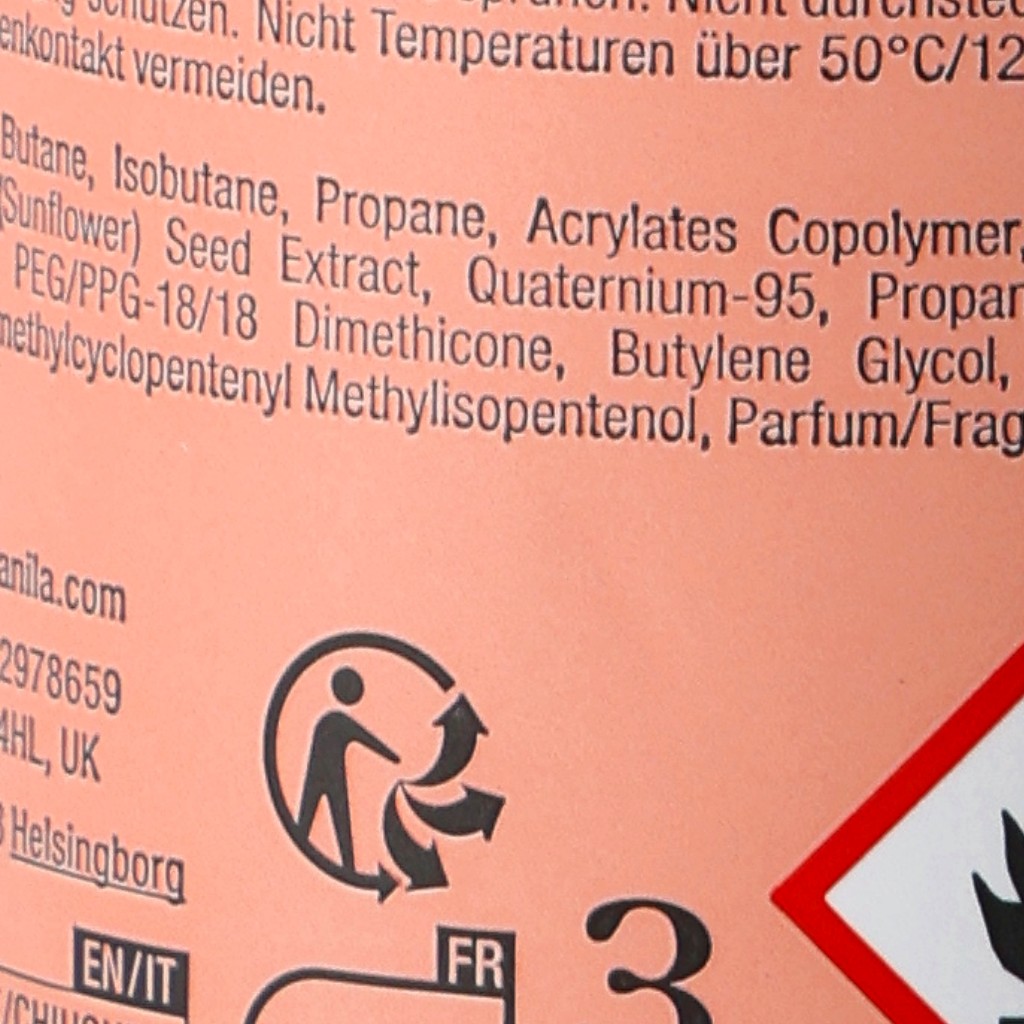 schützen. Nicht Temperaturen über 50°C/12
enkontakt vermeiden.
Butane, Isobutane, Propane, Acrylates Copolymer,
(Sunflower) Seed Extract, Quaternium-95, Propan
PEG/PPG-18/18 Dimethicone, Butylene Glycol,
methylcyclopentenyl Methylisopentenol, Parfum/Frag
anila.com
2978659
4HL, UK
Helsingborg
EN/IT
FR
3